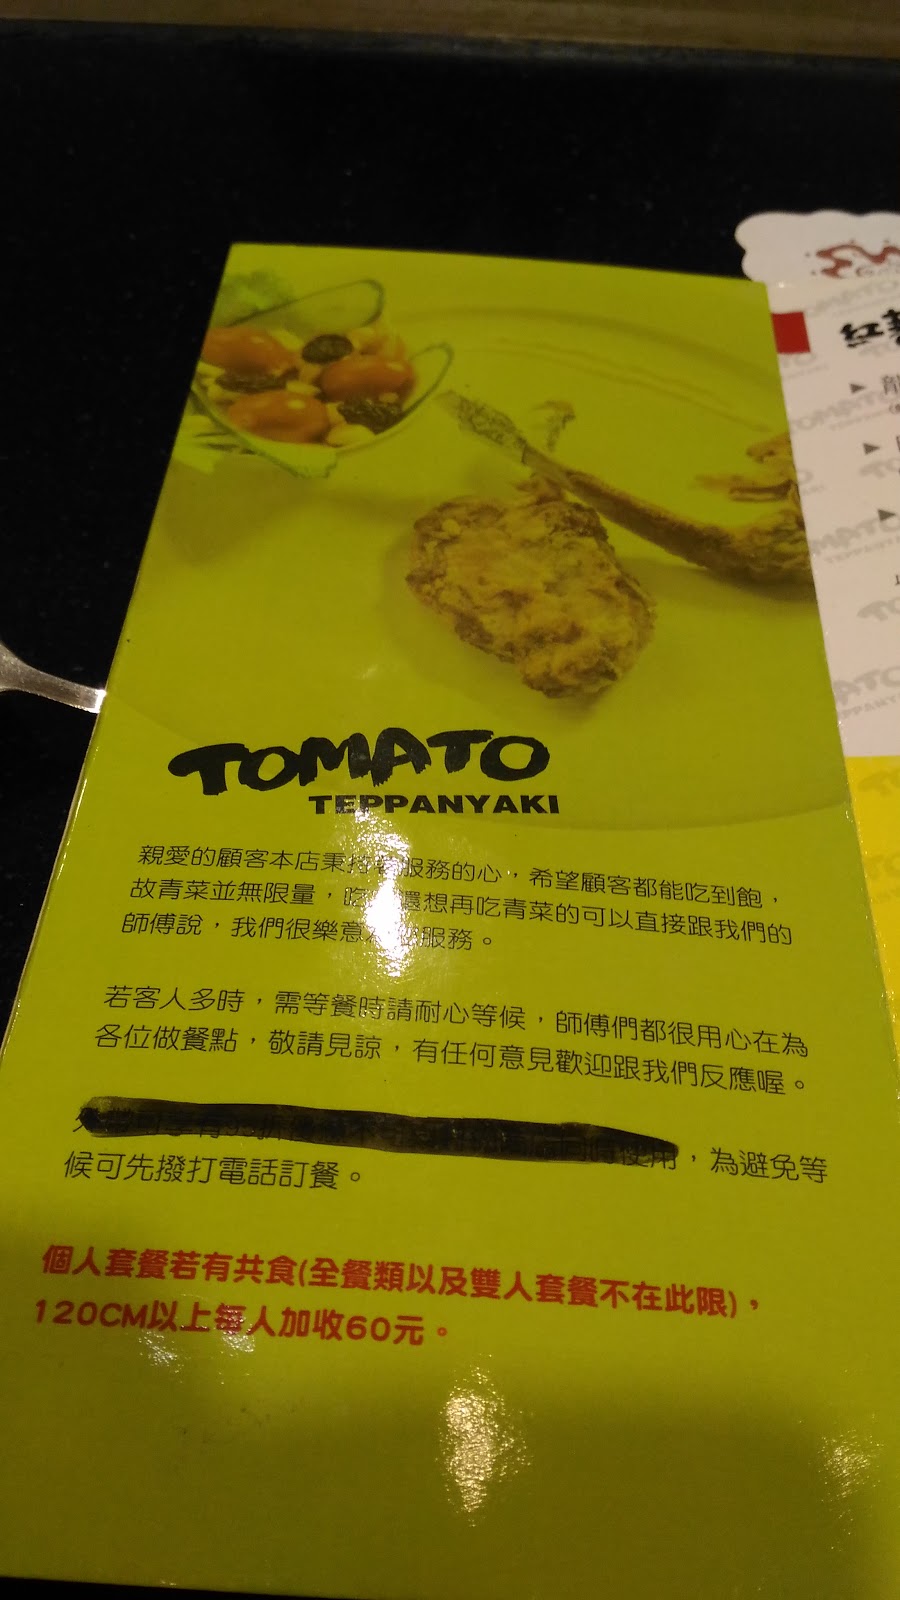 TOMATO
TEPPANYAKI
親愛的顧客本店秉持著服務的心，希望顧客都能吃到飽，
故青菜並無限量，吃 還想再吃青菜的可以直接跟我們的
師傅說，我們很樂意 服務。
若客人多時，需等餐時請耐心等候，師傅們都很用心在為
各位做餐點，敬請見諒，有任何意見歡迎跟我們反應喔。
使用，為避免等
候可先撥打電話訂餐。
個人套餐若有共食(全餐類以及雙人套餐不在此限)，
120CM以上每人加收60元。
紅
TOMATO
TEPPANYAKI